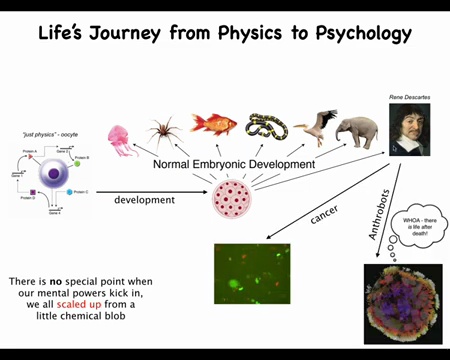 Life's Journey from Physics to Psychology
Rene Descartes
"just physics" - oocyte
Protein A
Gene 2
Gene 1
Protein B
Protein D
Protein C
Gene 4
Normal Embryonic Development
development
cancer
Anthrobots
WHOA - there
is life after
death!
There is no special point when
our mental powers kick in,
we all scaled up from a
little chemical blob